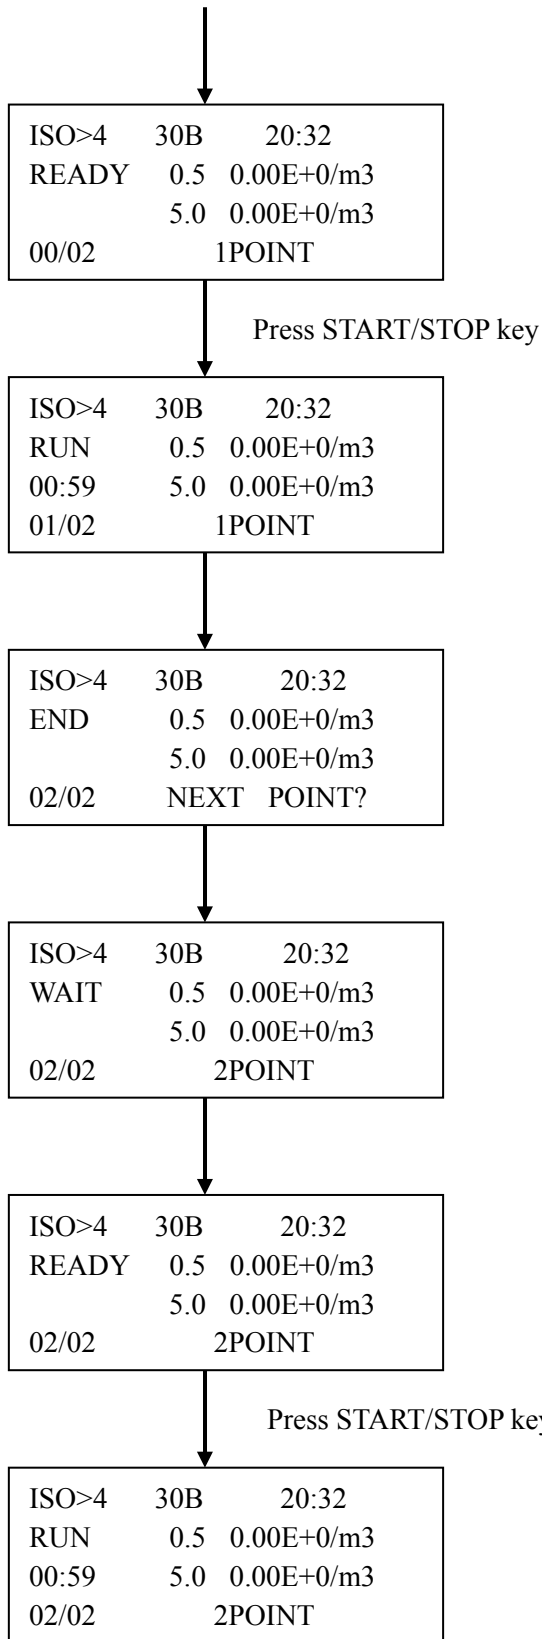 ISO>4 30B 20:32
READY 0.5 0.00E+0/m3
5.0 0.00E+0/m3
00/02 1POINT
Press START/STOP key
ISO>4 30B 20:32
RUN 0.5 0.00E+0/m3
00:59 5.0 0.00E+0/m3
01/02 1POINT
ISO>4 30B 20:32
END 0.5 0.00E+0/m3
5.0 0.00E+0/m3
02/02 NEXT POINT?
ISO>4 30B 20:32
WAIT 0.5 0.00E+0/m3
5.0 0.00E+0/m3
02/02 2POINT
ISO>4 30B 20:32
READY 0.5 0.00E+0/m3
5.0 0.00E+0/m3
02/02 2POINT
Press START/STOP key
ISO>4 30B 20:32
RUN 0.5 0.00E+0/m3
00:59 5.0 0.00E+0/m3
02/02 2POINT